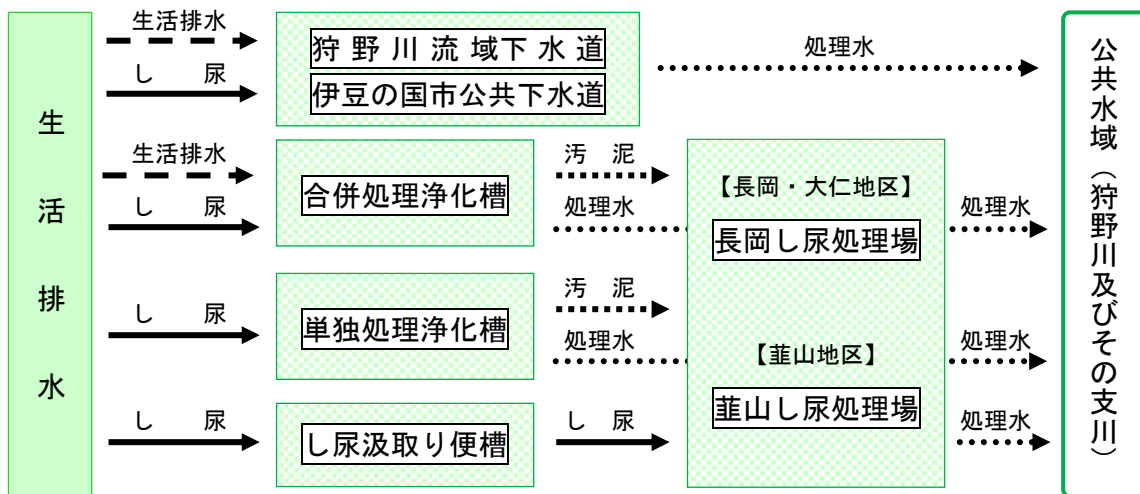 生活排水
生活排水
し 尿
狩野川流域下水道
伊豆の国市公共下水道
処理水
生活排水
し 尿
合併処理浄化槽
汚 泥
処理水
し 尿
単独処理浄化槽
汚 泥
処理水
し 尿
し尿汲取り便槽
し 尿
【長岡・大仁地区】
長岡し尿処理場
【韮山地区】
韮山し尿処理場
処理水
処理水
処理水
公共水域（狩野川及びその支川）